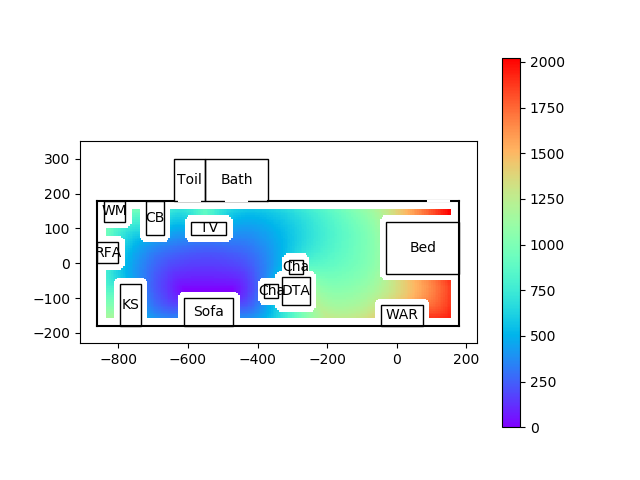 2000
1750
1500
1250
1000
750
500
250
0
300
200
100
0
−100
−200
Toil
Bath
WM
CB
TV
RFA
Cha
Bed
Cha
DTA
KS
Sofa
WAR
−800
−600
−400
−200
0
200